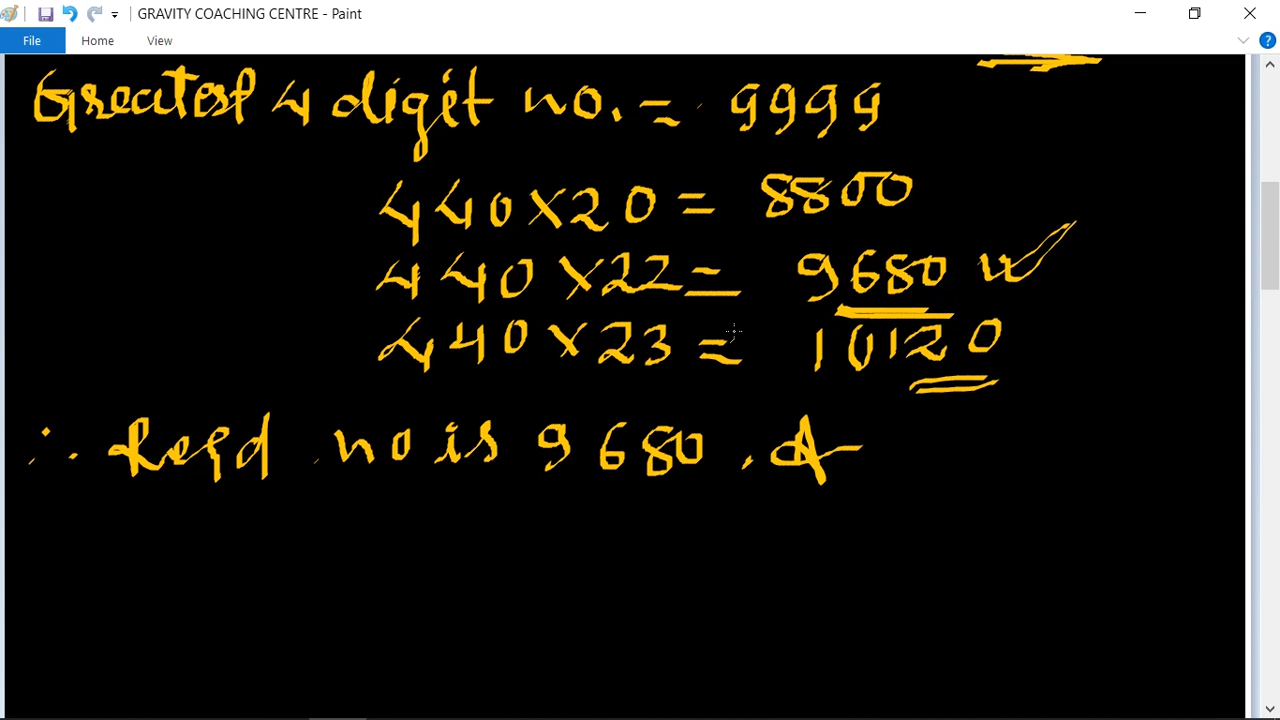 GRAVITY COACHING CENTRE - Paint
File Home View
Greatest 4 digit no. = 9999
440 × 20 = 8800
440 × 22 = 9680
440 × 23 = 10120
∴ Reqd no is 9680 . A